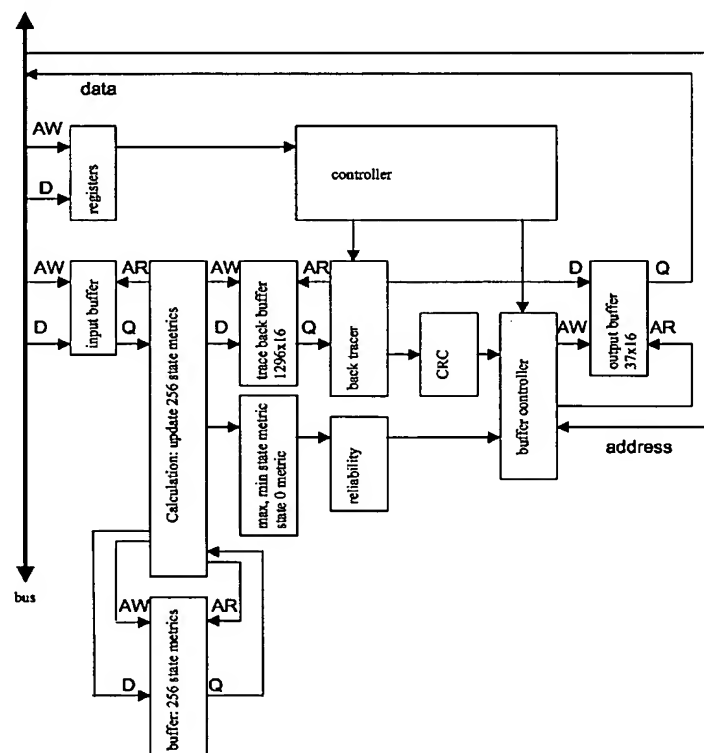 data
AW
D
registers
controller
AW
AR
D
Q
input buffer
Calculation: update 256 state metrics
AW
AR
D
Q
trace back buffer
1296x16
back tracer
CRC
D
Q
AW
AR
output buffer
37x16
buffer controller
address
max, min state metric
state 0 metric
reliability
bus
AW
AR
D
Q
buffer: 256 state metrics